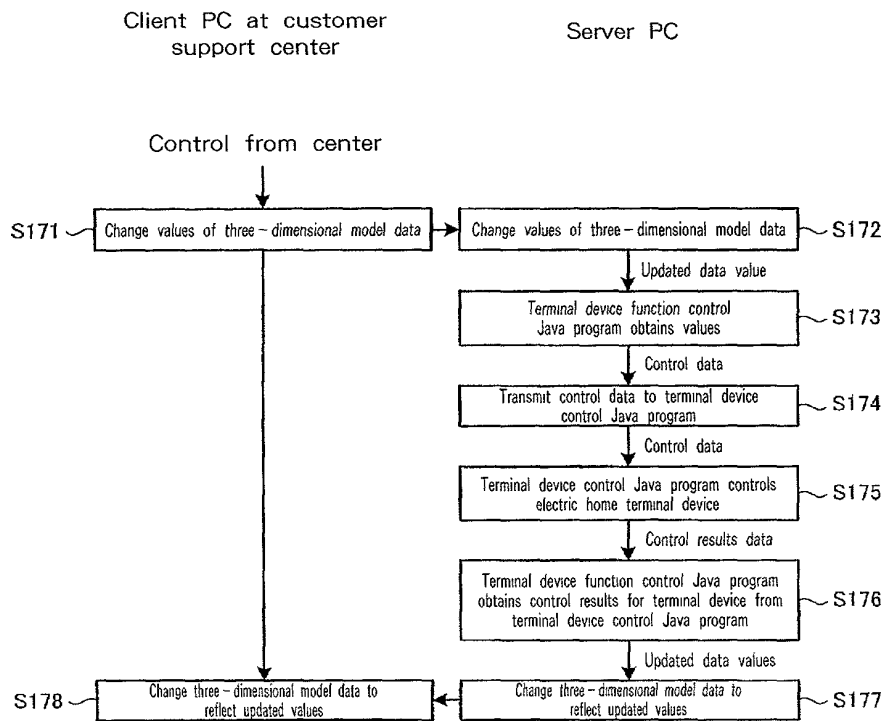 Client PC at customer
support center
Server PC
Control from center
S171
Change values of three-dimensional model data
Change values of three-dimensional model data
S172
Updated data value
Terminal device function control
Java program obtains values
S173
Control data
Transmit control data to terminal device
control Java program
S174
Control data
Terminal device control Java program controls
electric home terminal device
S175
Control results data
Terminal device function control Java program
obtains control results for terminal device from
terminal device control Java program
S176
Updated data values
S178
Change three-dimensional model data to
reflect updated values
Change three-dimensional model data to
reflect updated values
S177